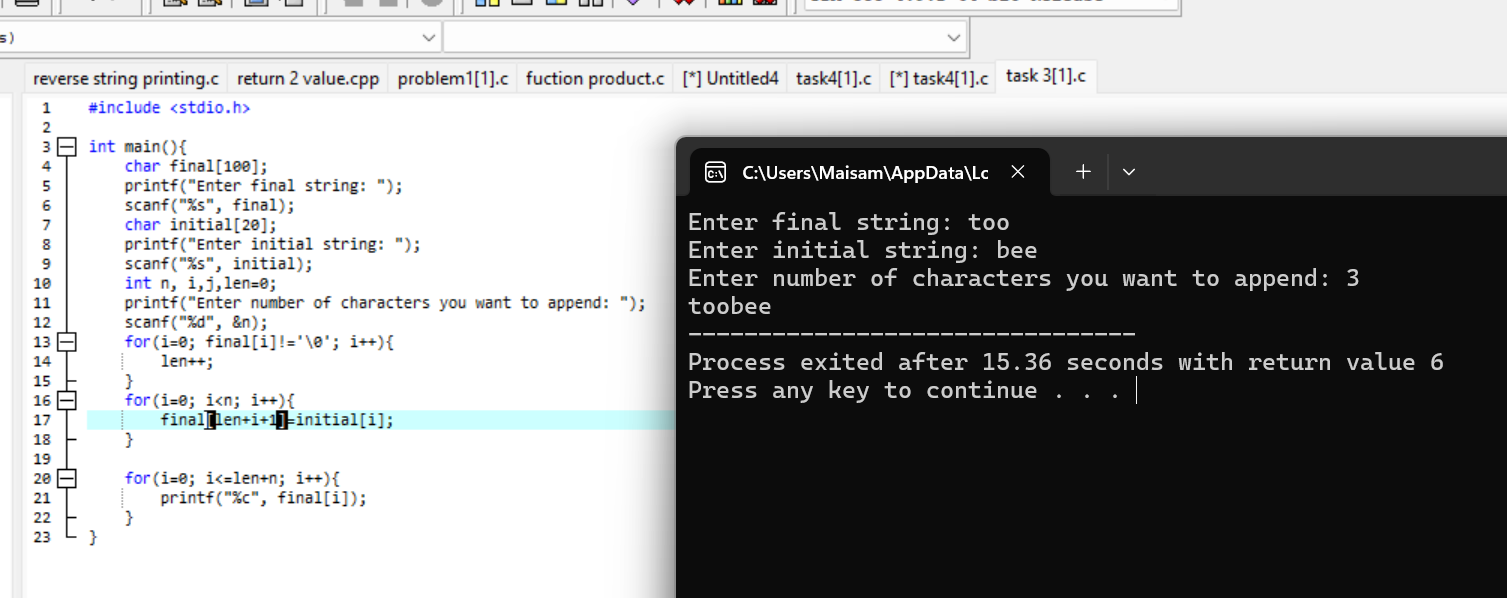 s)
reverse string printing.c return 2 value.cpp problem1[1].c fuction product.c [*] Untitled4 task4[1].c [*] task4[1].c task 3[1].c
1 #include <stdio.h>
2
3 int main(){
4 char final[100];
5 printf("Enter final string: ");
6 scanf("%s", final);
7 char initial[20];
8 printf("Enter initial string: ");
9 scanf("%s", initial);
10 int n, i,j,len=0;
11 printf("Enter number of characters you want to append: ");
12 scanf("%d", &n);
13 for(i=0; final[i]!='\0'; i++){
14 len++;
15 }
16 for(i=0; i<n; i++){
17 final[len+i+1]=initial[i];
18 }
19
20 for(i=0; i<=len+n; i++){
21 printf("%c", final[i]);
22 }
23 }
C:\Users\Maisam\AppData\Lc
Enter final string: too
Enter initial string: bee
Enter number of characters you want to append: 3
toobee
--------------------------------
Process exited after 15.36 seconds with return value 6
Press any key to continue . . .